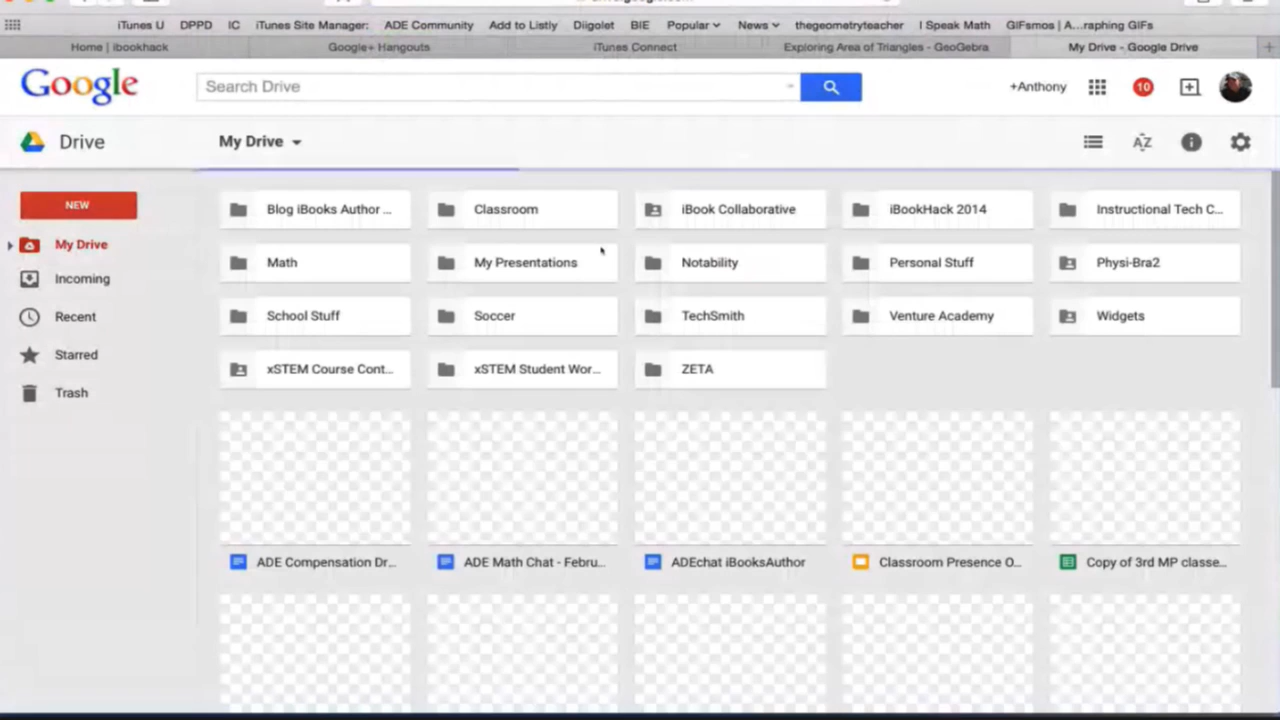 iTunes U DPPD IC iTunes Site Manager: ADE Community Add to Listly Diigolet BIE Popular News thegeometryteacher I Speak Math GIFsmos | A...raphing GIFs
Home | ibookhack Google+ Hangouts iTunes Connect Exploring Area of Triangles - GeoGebra My Drive - Google Drive
Google Search Drive +Anthony 10
Drive My Drive AZ
NEW
My Drive
Incoming
Recent
Starred
Trash
Blog iBooks Author ... Classroom iBook Collaborative iBookHack 2014 Instructional Tech C...
Math My Presentations Notability Personal Stuff Physi-Bra2
School Stuff Soccer TechSmith Venture Academy Widgets
xSTEM Course Cont... xSTEM Student Wor... ZETA
ADE Compensation Dr... ADE Math Chat - Febru... ADEchat iBooksAuthor Classroom Presence O... Copy of 3rd MP classe...